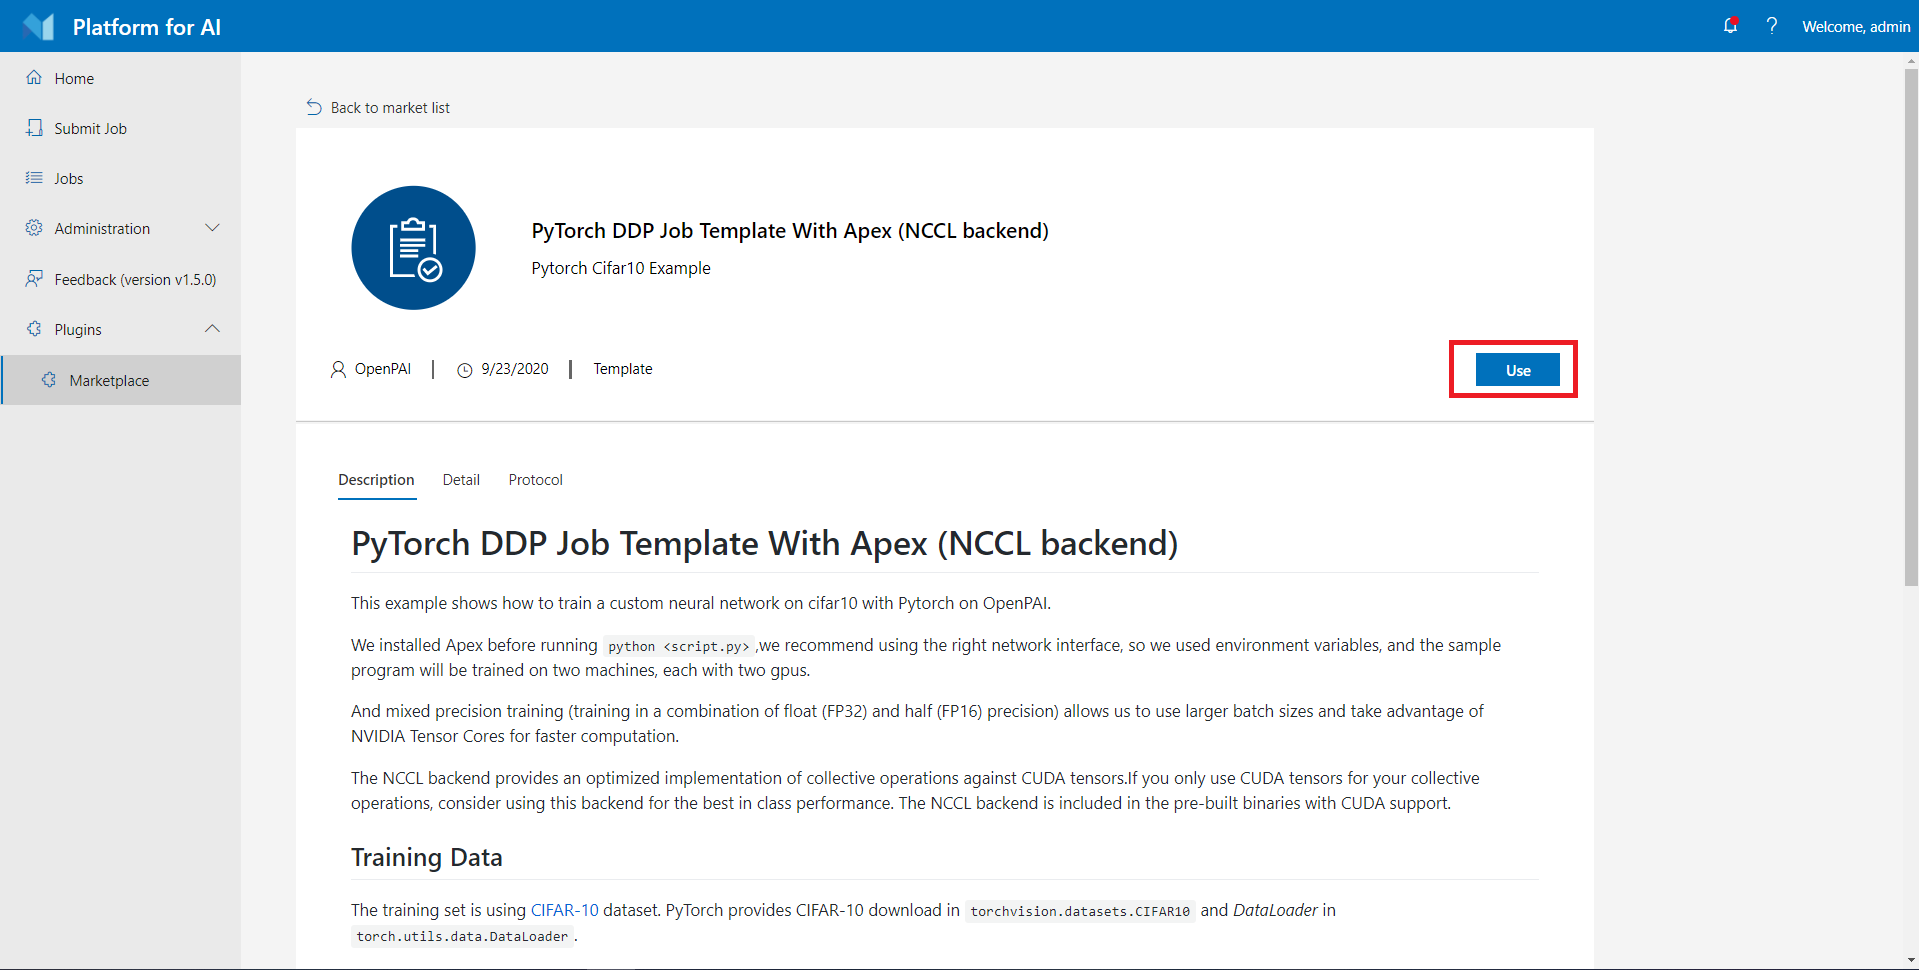 Platform for AI
? Welcome, admin
Home
Submit Job
Jobs
Administration
Feedback (version v1.5.0)
Plugins
Marketplace
Back to market list
PyTorch DDP Job Template With Apex (NCCL backend)
Pytorch Cifar10 Example
OpenPAI | 9/23/2020 | Template
Use
Description Detail Protocol
PyTorch DDP Job Template With Apex (NCCL backend)
This example shows how to train a custom neural network on cifar10 with Pytorch on OpenPAI.
We installed Apex before running python <script.py> ,we recommend using the right network interface, so we used environment variables, and the sample
program will be trained on two machines, each with two gpus.
And mixed precision training (training in a combination of float (FP32) and half (FP16) precision) allows us to use larger batch sizes and take advantage of
NVIDIA Tensor Cores for faster computation.
The NCCL backend provides an optimized implementation of collective operations against CUDA tensors.If you only use CUDA tensors for your collective
operations, consider using this backend for the best in class performance. The NCCL backend is included in the pre-built binaries with CUDA support.
Training Data
The training set is using CIFAR-10 dataset. PyTorch provides CIFAR-10 download in torchvision.datasets.CIFAR10 and DataLoader in
torch.utils.data.DataLoader .